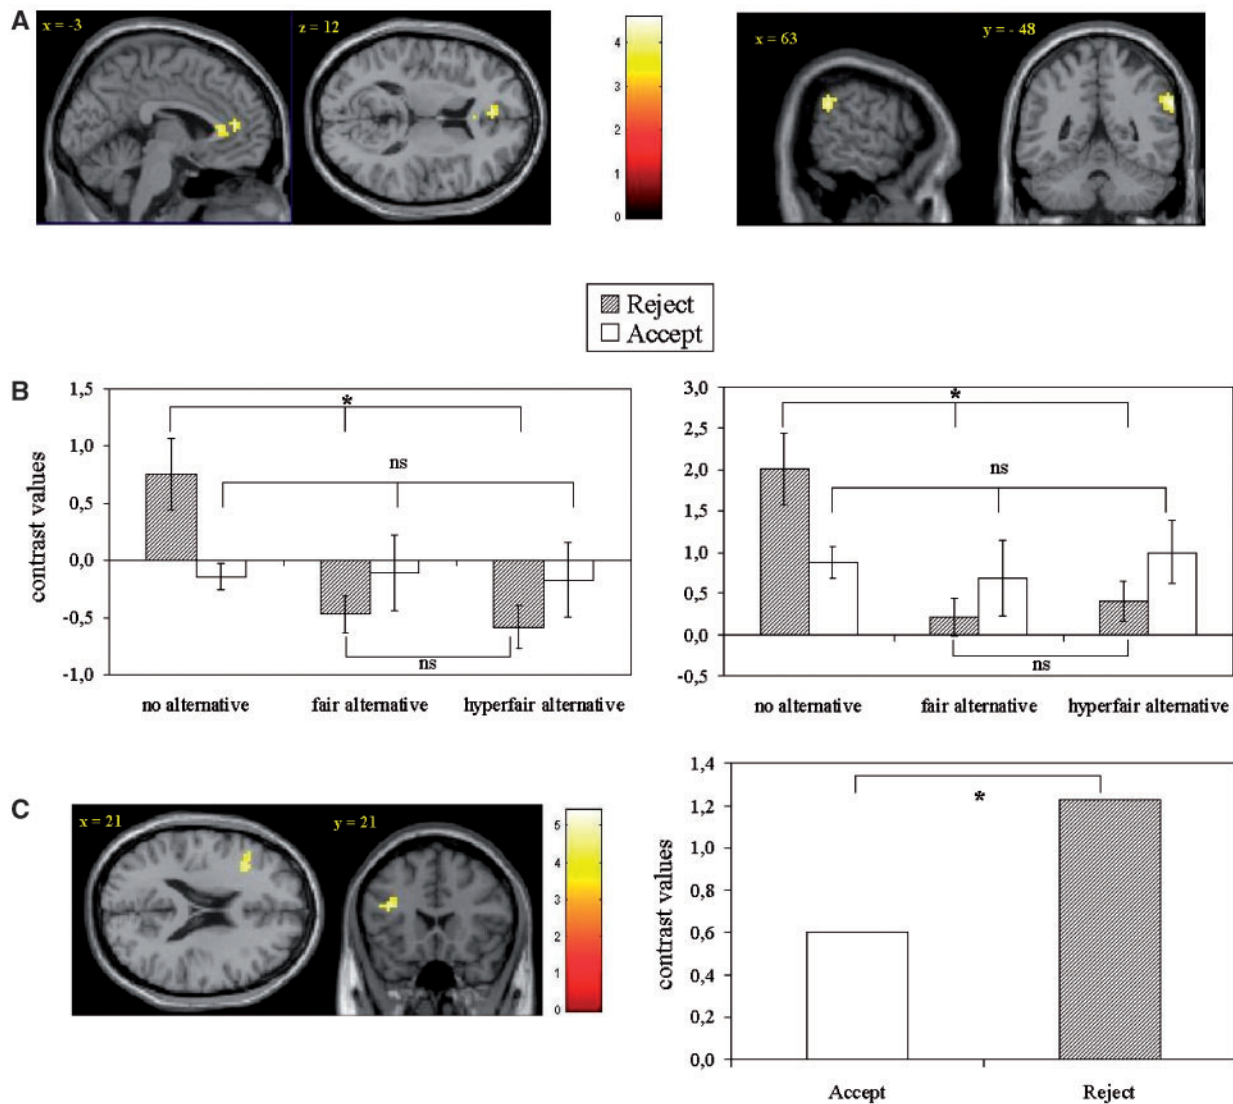 A
x = -3
z = 12
4
3
2
1
0
x = 63
y = - 48
Reject
Accept
B
1,5
1,0
0,5
0,0
-0,5
-1,0
contrast values
*
ns
ns
no alternative
fair alternative
hyperfair alternative
3,0
2,5
2,0
1,5
1,0
0,5
0,0
-0,5
*
ns
ns
no alternative
fair alternative
hyperfair alternative
C
x = 21
y = 21
5
4
3
2
1
0
1,4
1,2
1,0
0,8
0,6
0,4
0,2
0,0
contrast values
*
Accept
Reject